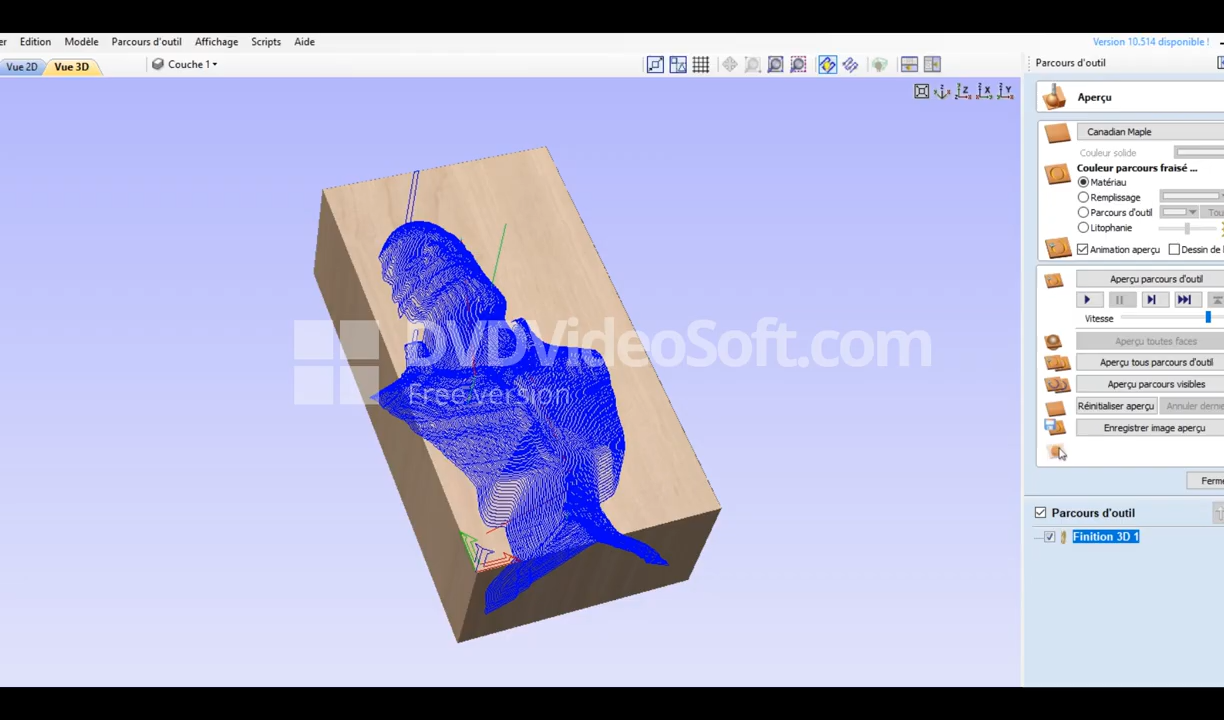 er Edition Modèle Parcours d'outil Affichage Scripts Aide
Version 10.514 disponible !
Vue 2D Vue 3D Couche 1
Parcours d'outil
Z X Y
Aperçu
Canadian Maple
Couleur solide
Couleur parcours fraisé ...
Matériau
Remplissage
Parcours d'outil Tou
Litophanie
Animation aperçu Dessin de l
Aperçu parcours d'outil
Vitesse
DVDVideoSoft.com
Free version
Aperçu toutes faces
Aperçu tous parcours d'outil
Aperçu parcours visibles
Réinitialiser aperçu Annuler derniè
Enregistrer image aperçu
Ferme
Parcours d'outil
Finition 3D 1